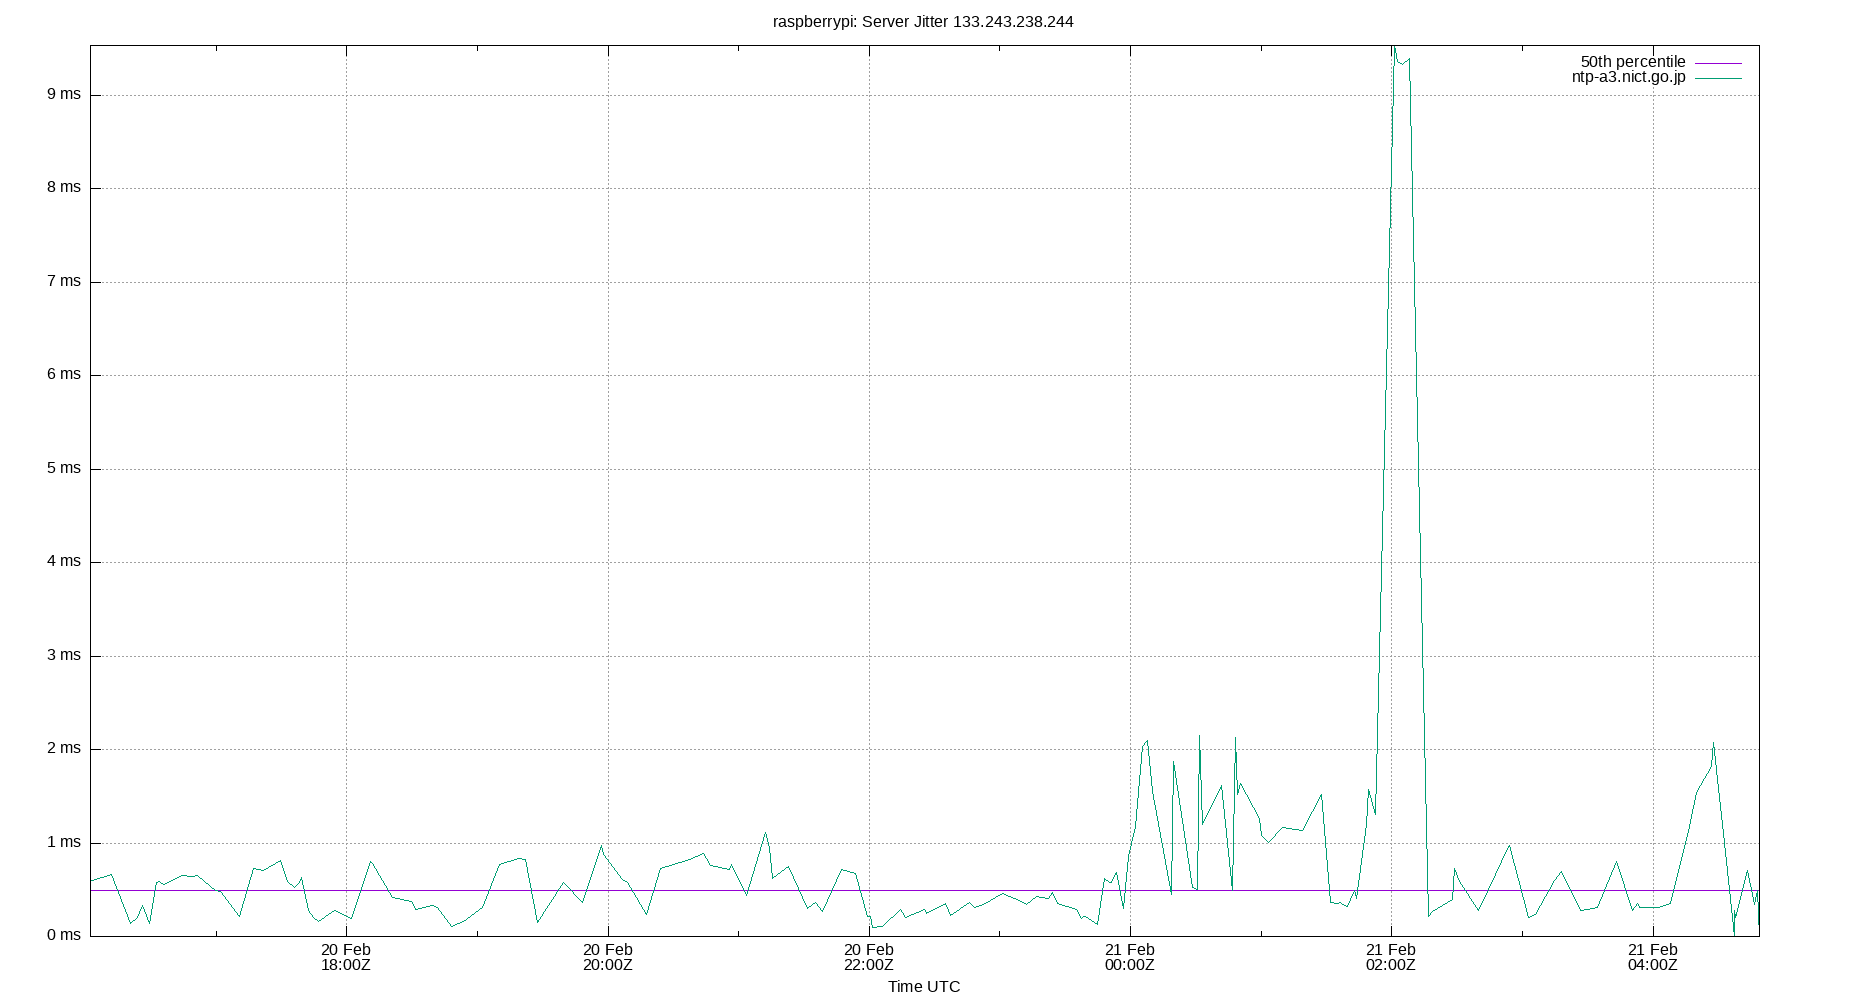 raspberrypi: Server Jitter 133.243.238.244
50th percentile
ntp-a3.nict.go.jp
9 ms
8 ms
7 ms
6 ms
5 ms
4 ms
3 ms
2 ms
1 ms
0 ms
20 Feb 20 Feb 20 Feb 21 Feb 21 Feb 21 Feb
18:00Z 20:00Z 22:00Z 00:00Z 02:00Z 04:00Z
Time UTC